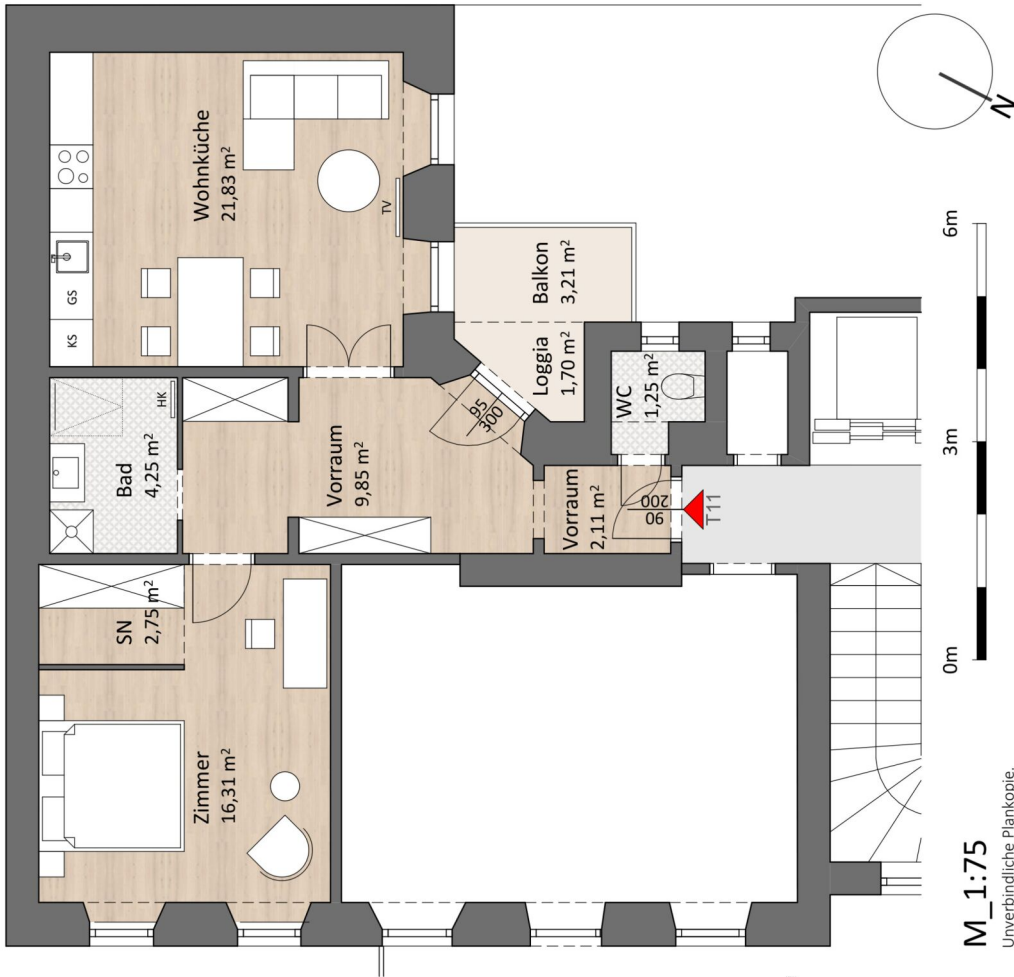 Wohnküche
21,83 m²
TV
GS
KS
Balkon
3,21 m²
Loggia
1,70 m²
WC
1,25 m²
HK
Bad
4,25 m²
95
300
Vorraum
9,85 m²
Vorraum
2,11 m²
90
200
T11
SN
2,75 m²
Zimmer
16,31 m²
N
0m
3m
6m
M_1:75
Unverbindliche Plankopie.